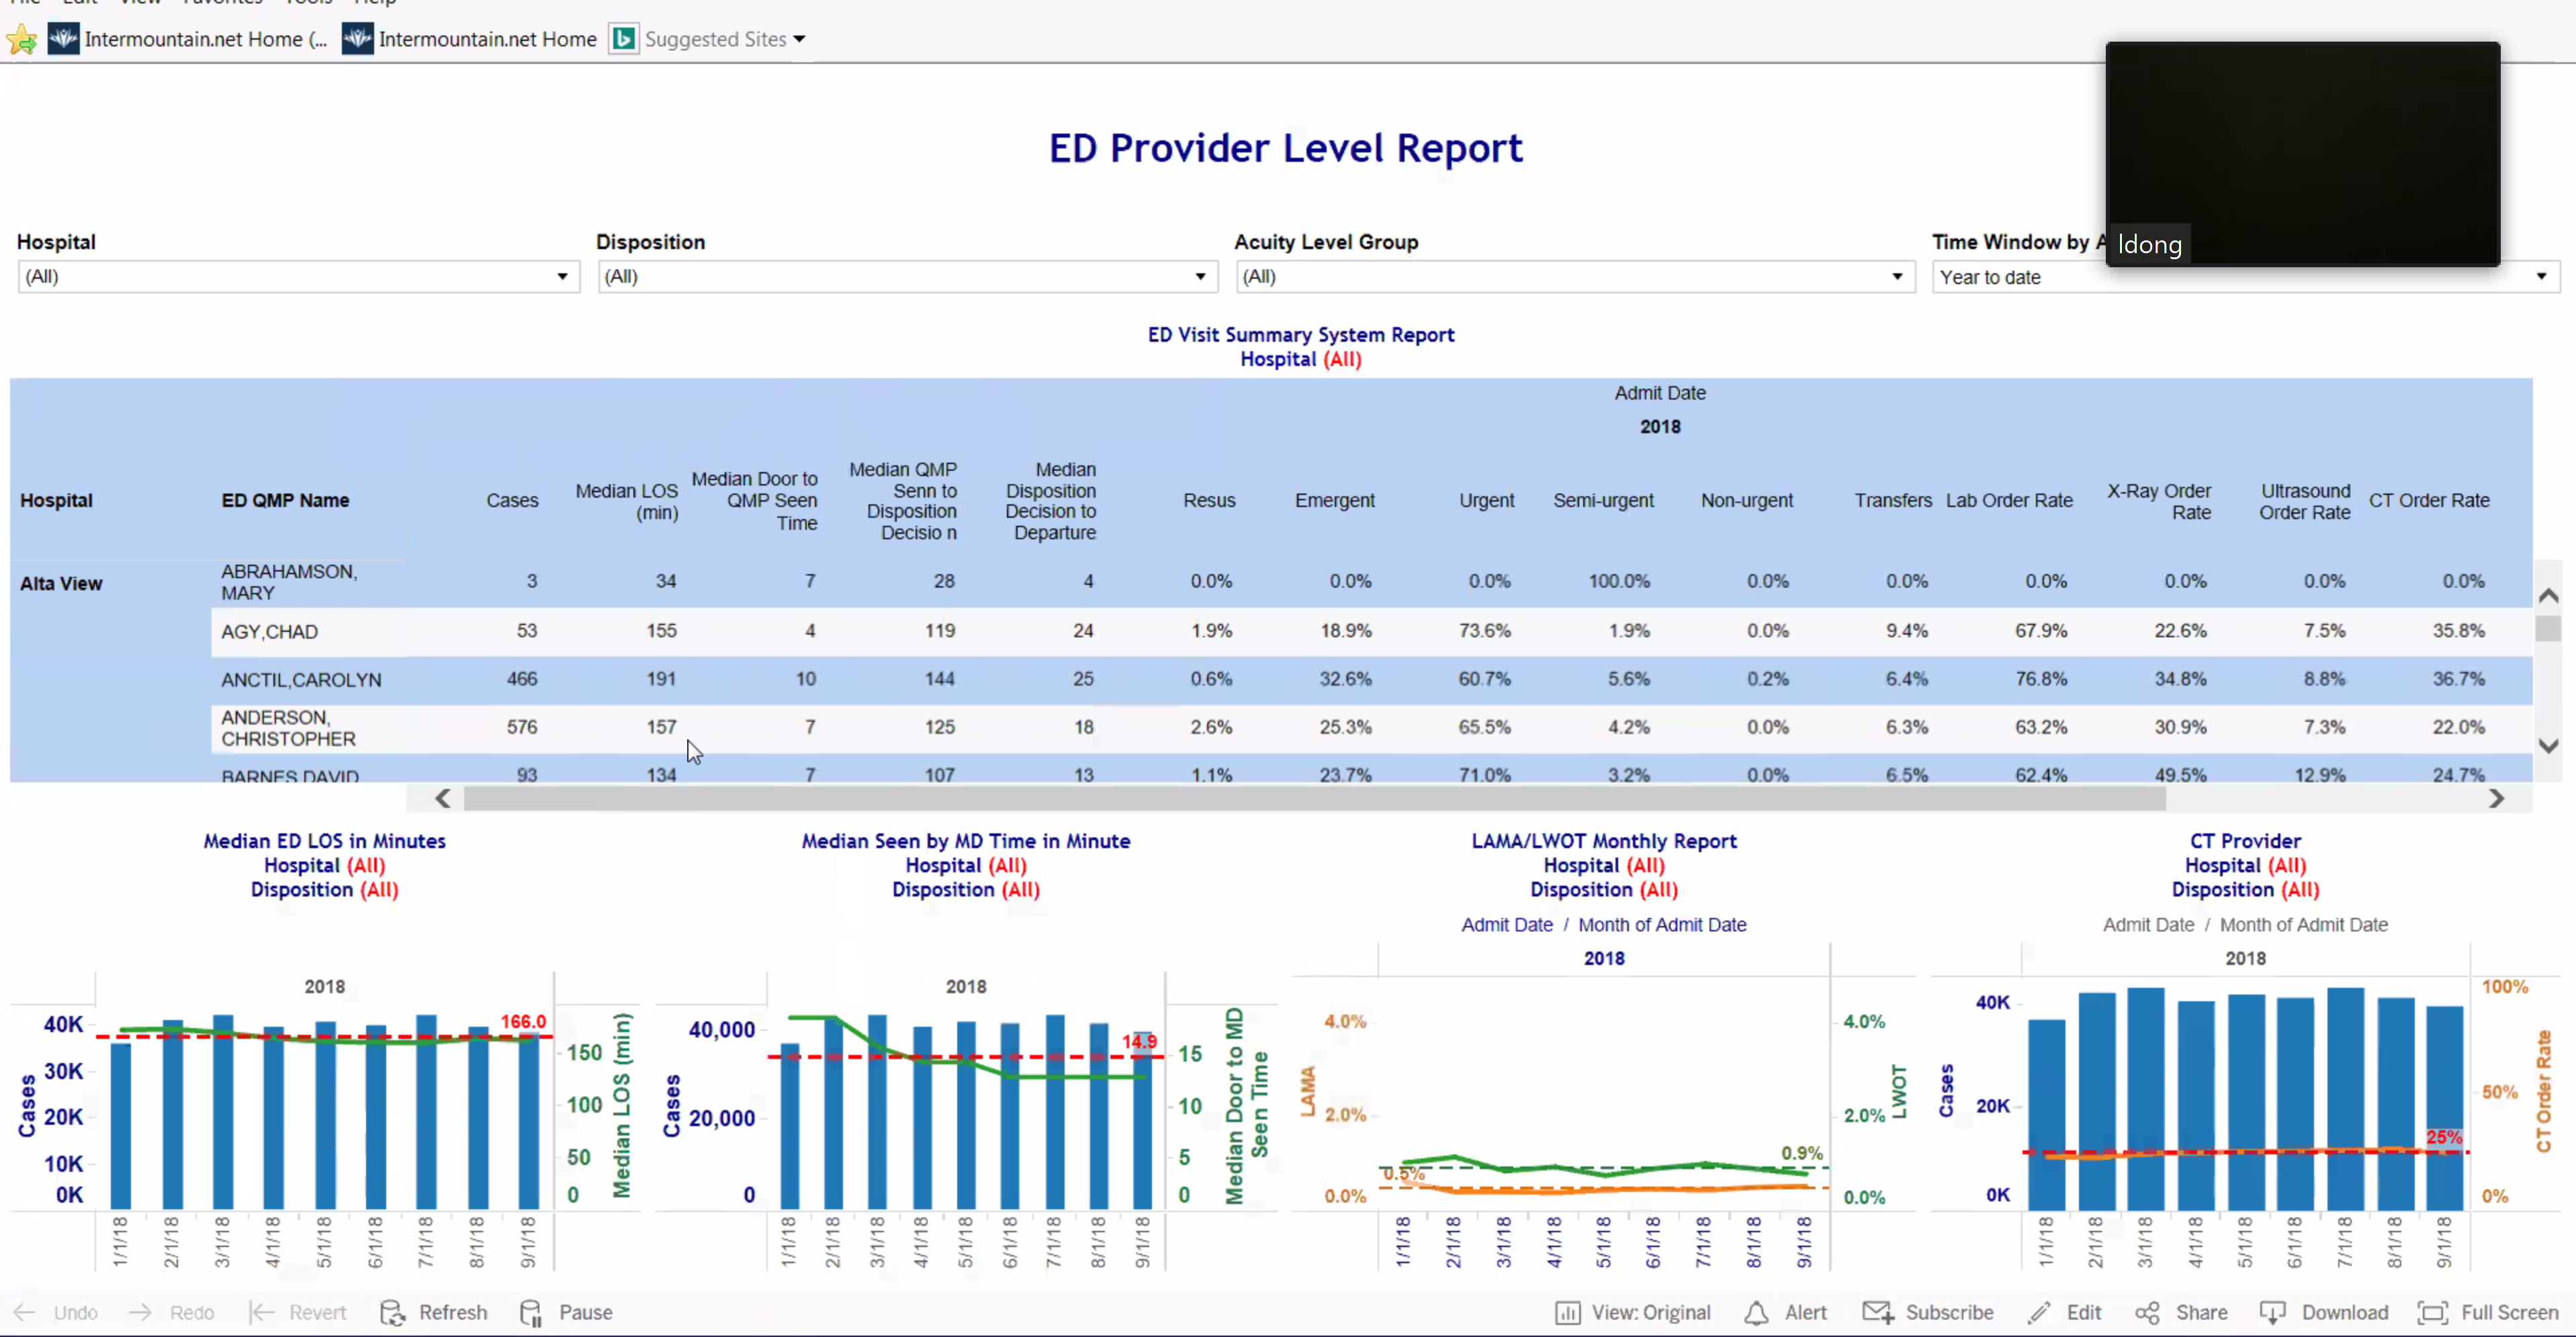 File Edit View Favorites Tools Help
Intermountain.net Home (... Intermountain.net Home Suggested Sites
ldong
ED Provider Level Report
Hospital Disposition Acuity Level Group Time Window by A
(All) (All) (All) Year to date
ED Visit Summary System Report
Hospital (All)
Admit Date
2018
Hospital ED QMP Name Cases Median LOS (min) Median Door to QMP Seen Time Median QMP Senn to Disposition Decisio n Median Disposition Decision to Departure Resus Emergent Urgent Semi-urgent Non-urgent Transfers Lab Order Rate X-Ray Order Rate Ultrasound Order Rate CT Order Rate
Alta View ABRAHAMSON, MARY 3 34 7 28 4 0.0% 0.0% 0.0% 100.0% 0.0% 0.0% 0.0% 0.0% 0.0% 0.0%
AGY,CHAD 53 155 4 119 24 1.9% 18.9% 73.6% 1.9% 0.0% 9.4% 67.9% 22.6% 7.5% 35.8%
ANCTIL,CAROLYN 466 191 10 144 25 0.6% 32.6% 60.7% 5.6% 0.2% 6.4% 76.8% 34.8% 8.8% 36.7%
ANDERSON, CHRISTOPHER 576 157 7 125 18 2.6% 25.3% 65.5% 4.2% 0.0% 6.3% 63.2% 30.9% 7.3% 22.0%
BARNES,DAVID 93 134 7 107 13 1.1% 23.7% 71.0% 3.2% 0.0% 6.5% 62.4% 49.5% 12.9% 24.7%
Median ED LOS in Minutes
Hospital (All)
Disposition (All)
2018
166.0
40K
30K
20K
10K
0K
Cases
150
100
50
0
Median LOS (min)
1/1/18 2/1/18 3/1/18 4/1/18 5/1/18 6/1/18 7/1/18 8/1/18 9/1/18
Median Seen by MD Time in Minute
Hospital (All)
Disposition (All)
2018
14.9
40,000
20,000
0
Cases
15
10
5
0
Median Door to MD
Seen Time
1/1/18 2/1/18 3/1/18 4/1/18 5/1/18 6/1/18 7/1/18 8/1/18 9/1/18
LAMA/LWOT Monthly Report
Hospital (All)
Disposition (All)
Admit Date / Month of Admit Date
2018
4.0%
2.0%
0.0%
LAMA
0.5%
0.9%
4.0%
2.0%
0.0%
LWOT
1/1/18 2/1/18 3/1/18 4/1/18 5/1/18 6/1/18 7/1/18 8/1/18 9/1/18
CT Provider
Hospital (All)
Disposition (All)
Admit Date / Month of Admit Date
2018
40K
20K
0K
Cases
25%
100%
50%
0%
CT Order Rate
1/1/18 2/1/18 3/1/18 4/1/18 5/1/18 6/1/18 7/1/18 8/1/18 9/1/18
Undo Redo Revert Refresh Pause View: Original Alert Subscribe Edit Share Download Full Screen